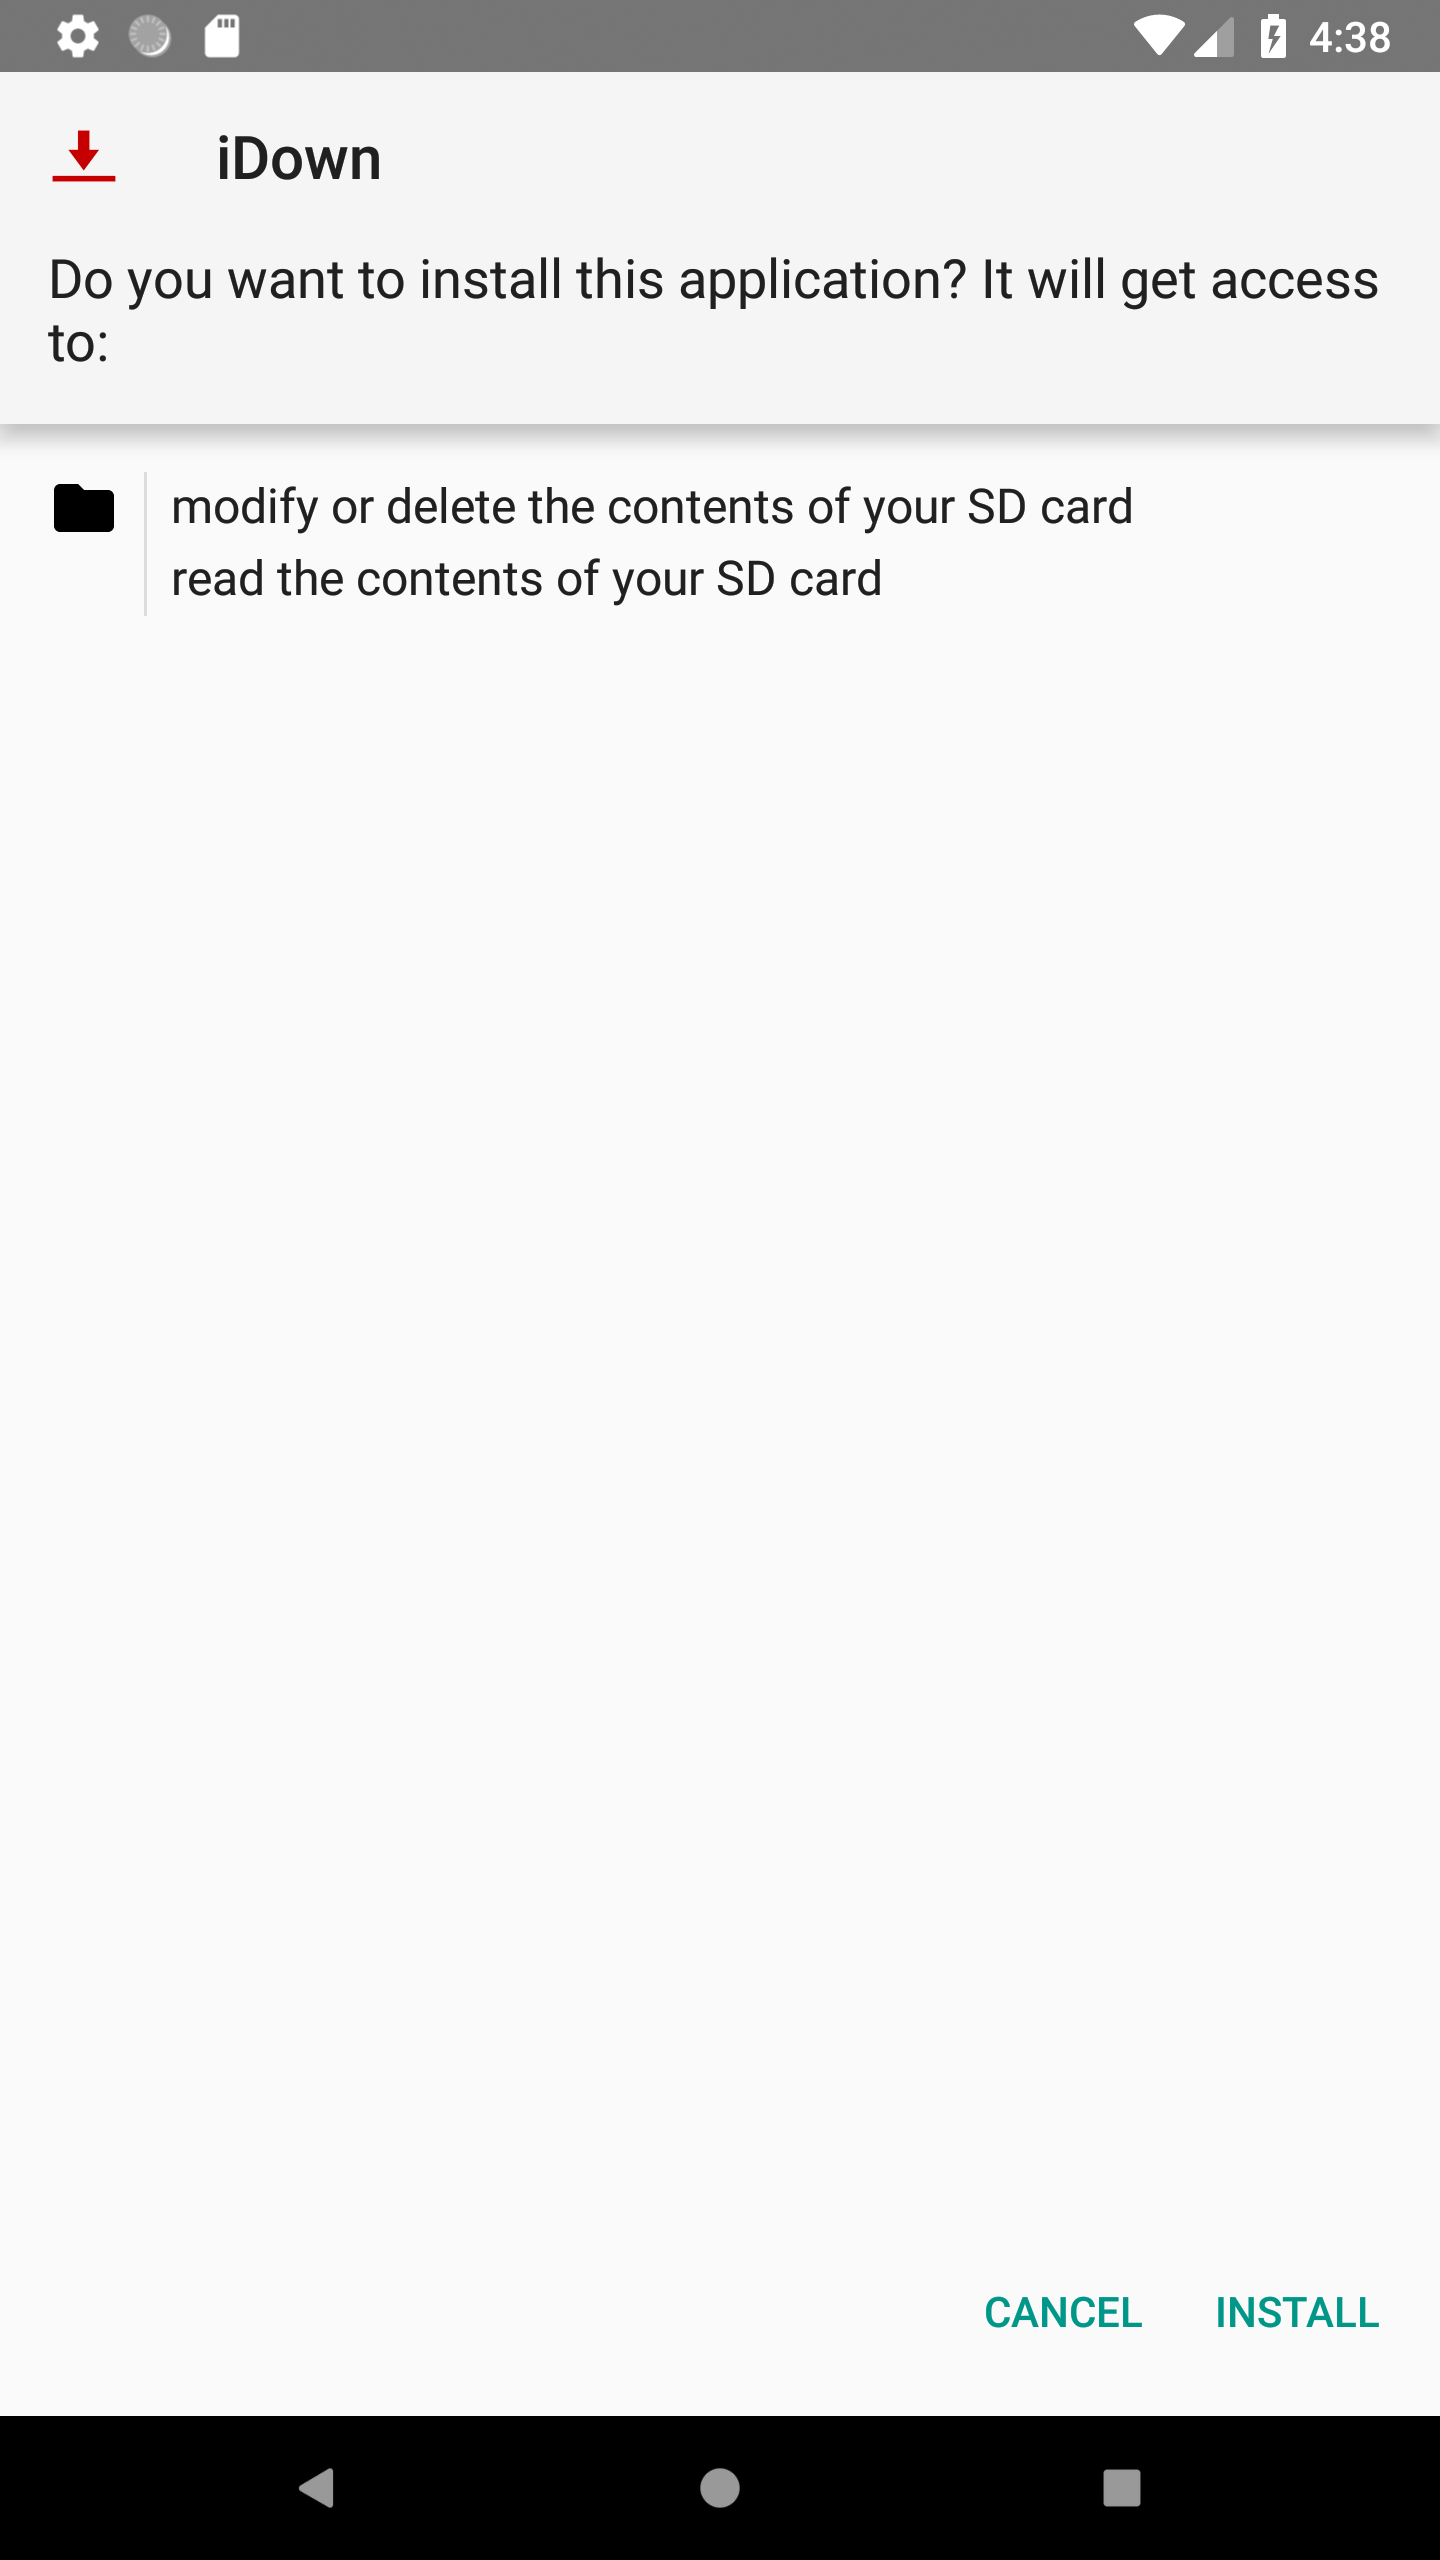 4:38
iDown
Do you want to install this application? It will get access
to:
modify or delete the contents of your SD card
read the contents of your SD card
CANCEL INSTALL